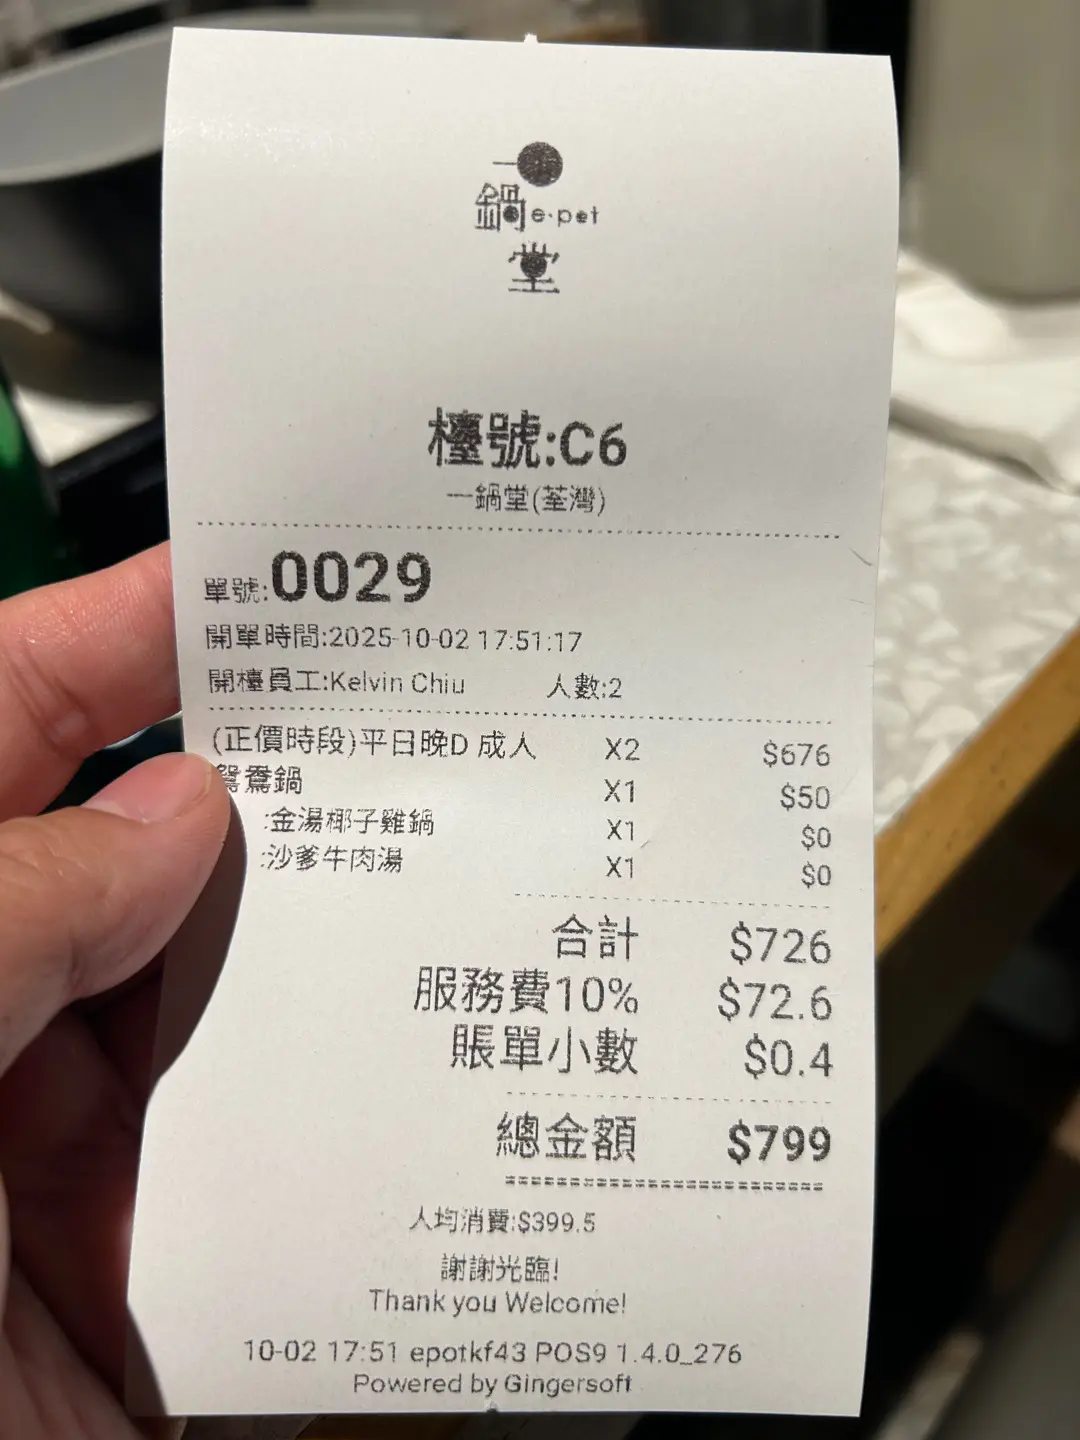 一
鍋 e·pot
堂
檯號:C6
一鍋堂(荃灣)
單號:0029
開單時間:2025-10-02 17:51:17
開檯員工:Kelvin Chiu 人數:2
(正價時段)平日晚D 成人 X2 $676
鴛鴦鍋 X1 $50
:金湯椰子雞鍋 X1 $0
:沙爹牛肉湯 X1 $0
合計 $726
服務費10% $72.6
賬單小數 $0.4
總金額 $799
人均消費:$399.5
謝謝光臨!
Thank you Welcome!
10-02 17:51 epotkf43 POS9 1.4.0_276
Powered by Gingersoft